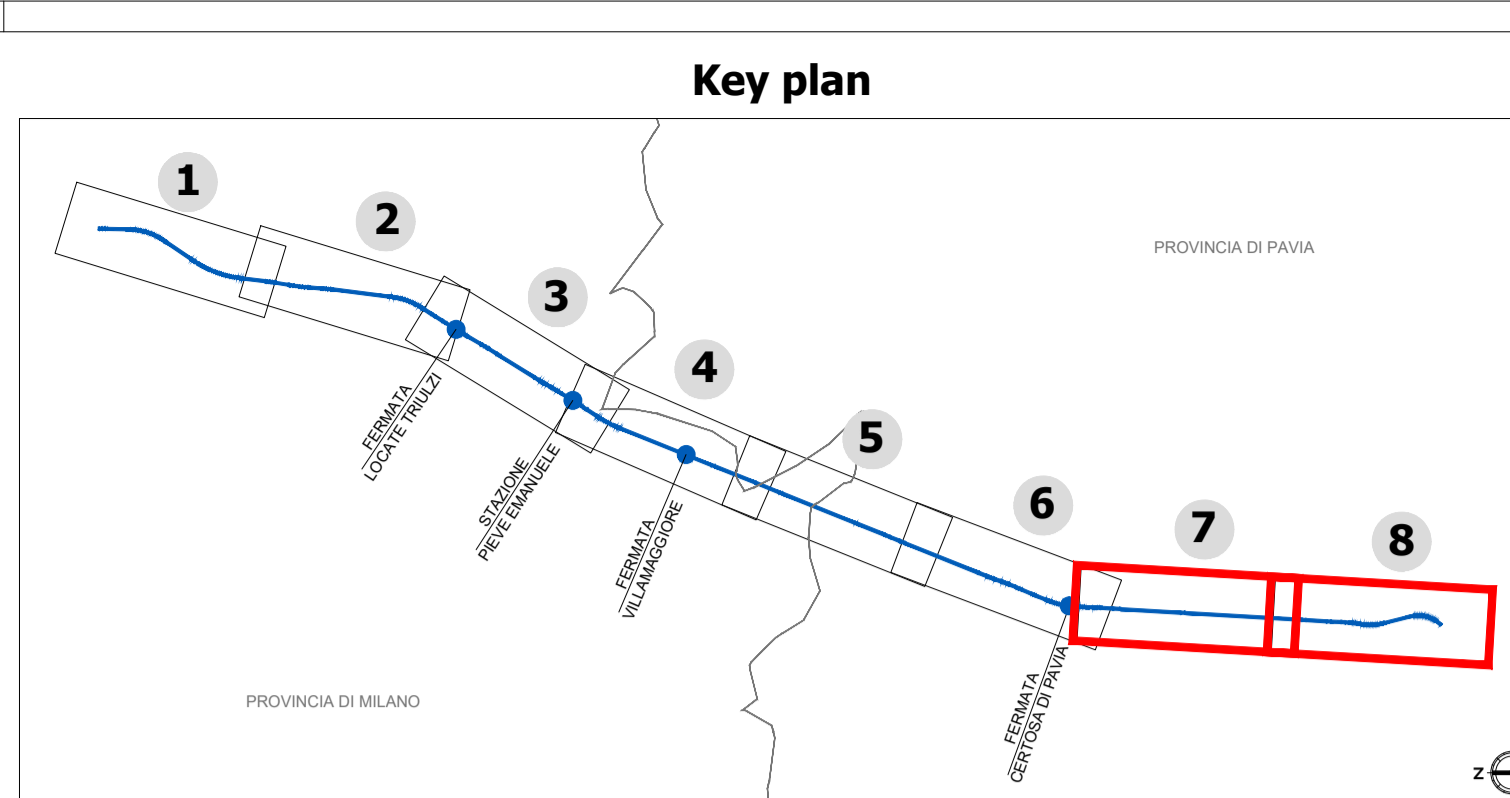 Key plan
1
2
3
4
5
6
7
8
PROVINCIA DI PAVIA
FERMATA
LOCATE TRIULZI
STAZIONE
PIEVE EMANUELE
FERMATA
VILLAMAGGIORE
FERMATA
CERTOSA DI PAVIA
PROVINCIA DI MILANO
Z